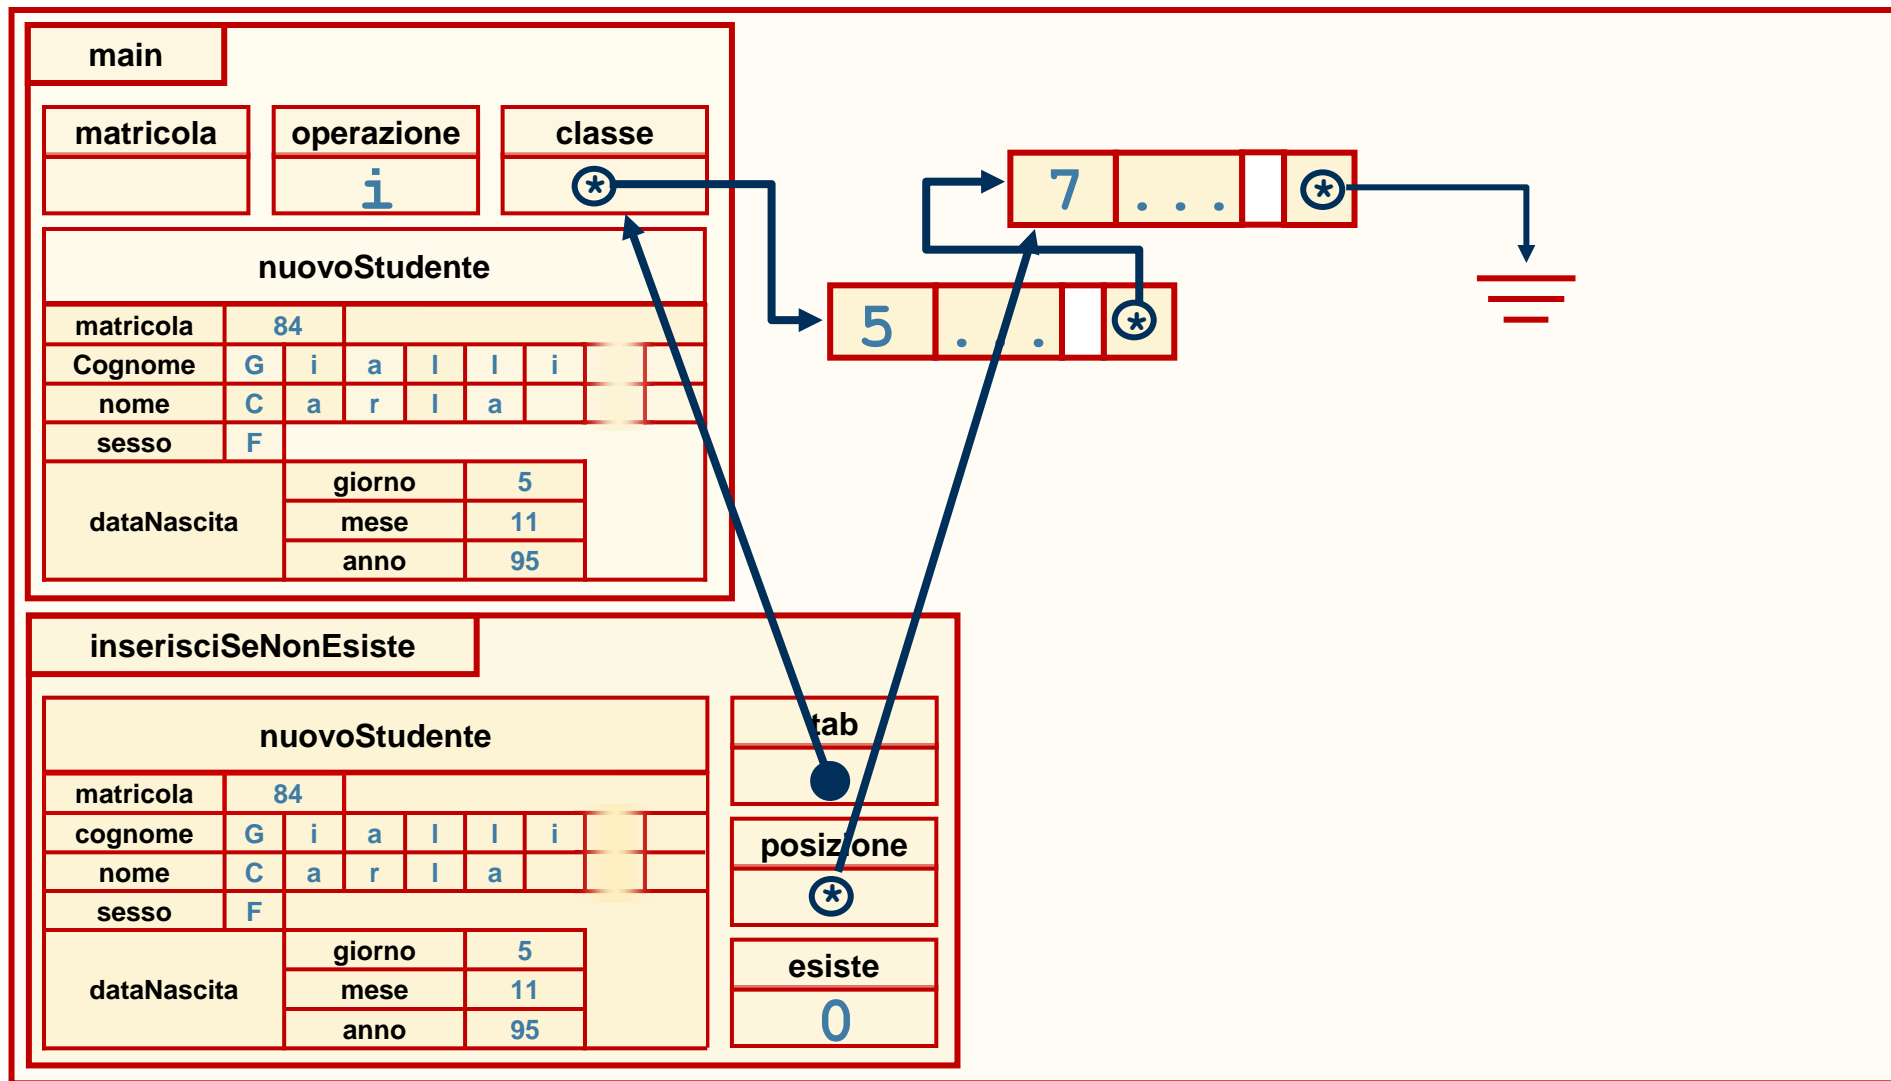 main
matricola operazione classe
i *
7 . . . *
nuovoStudente
5 . . . *
matricola 84
Cognome G i a l l i
nome C a r l a
sesso F
dataNascita
giorno 5
mese 11
anno 95
inserisciSeNonEsiste
nuovoStudente
tab
matricola 84
cognome G i a l l i
nome C a r l a
sesso F
dataNascita
giorno 5
mese 11
anno 95
posizione
*
esiste
0